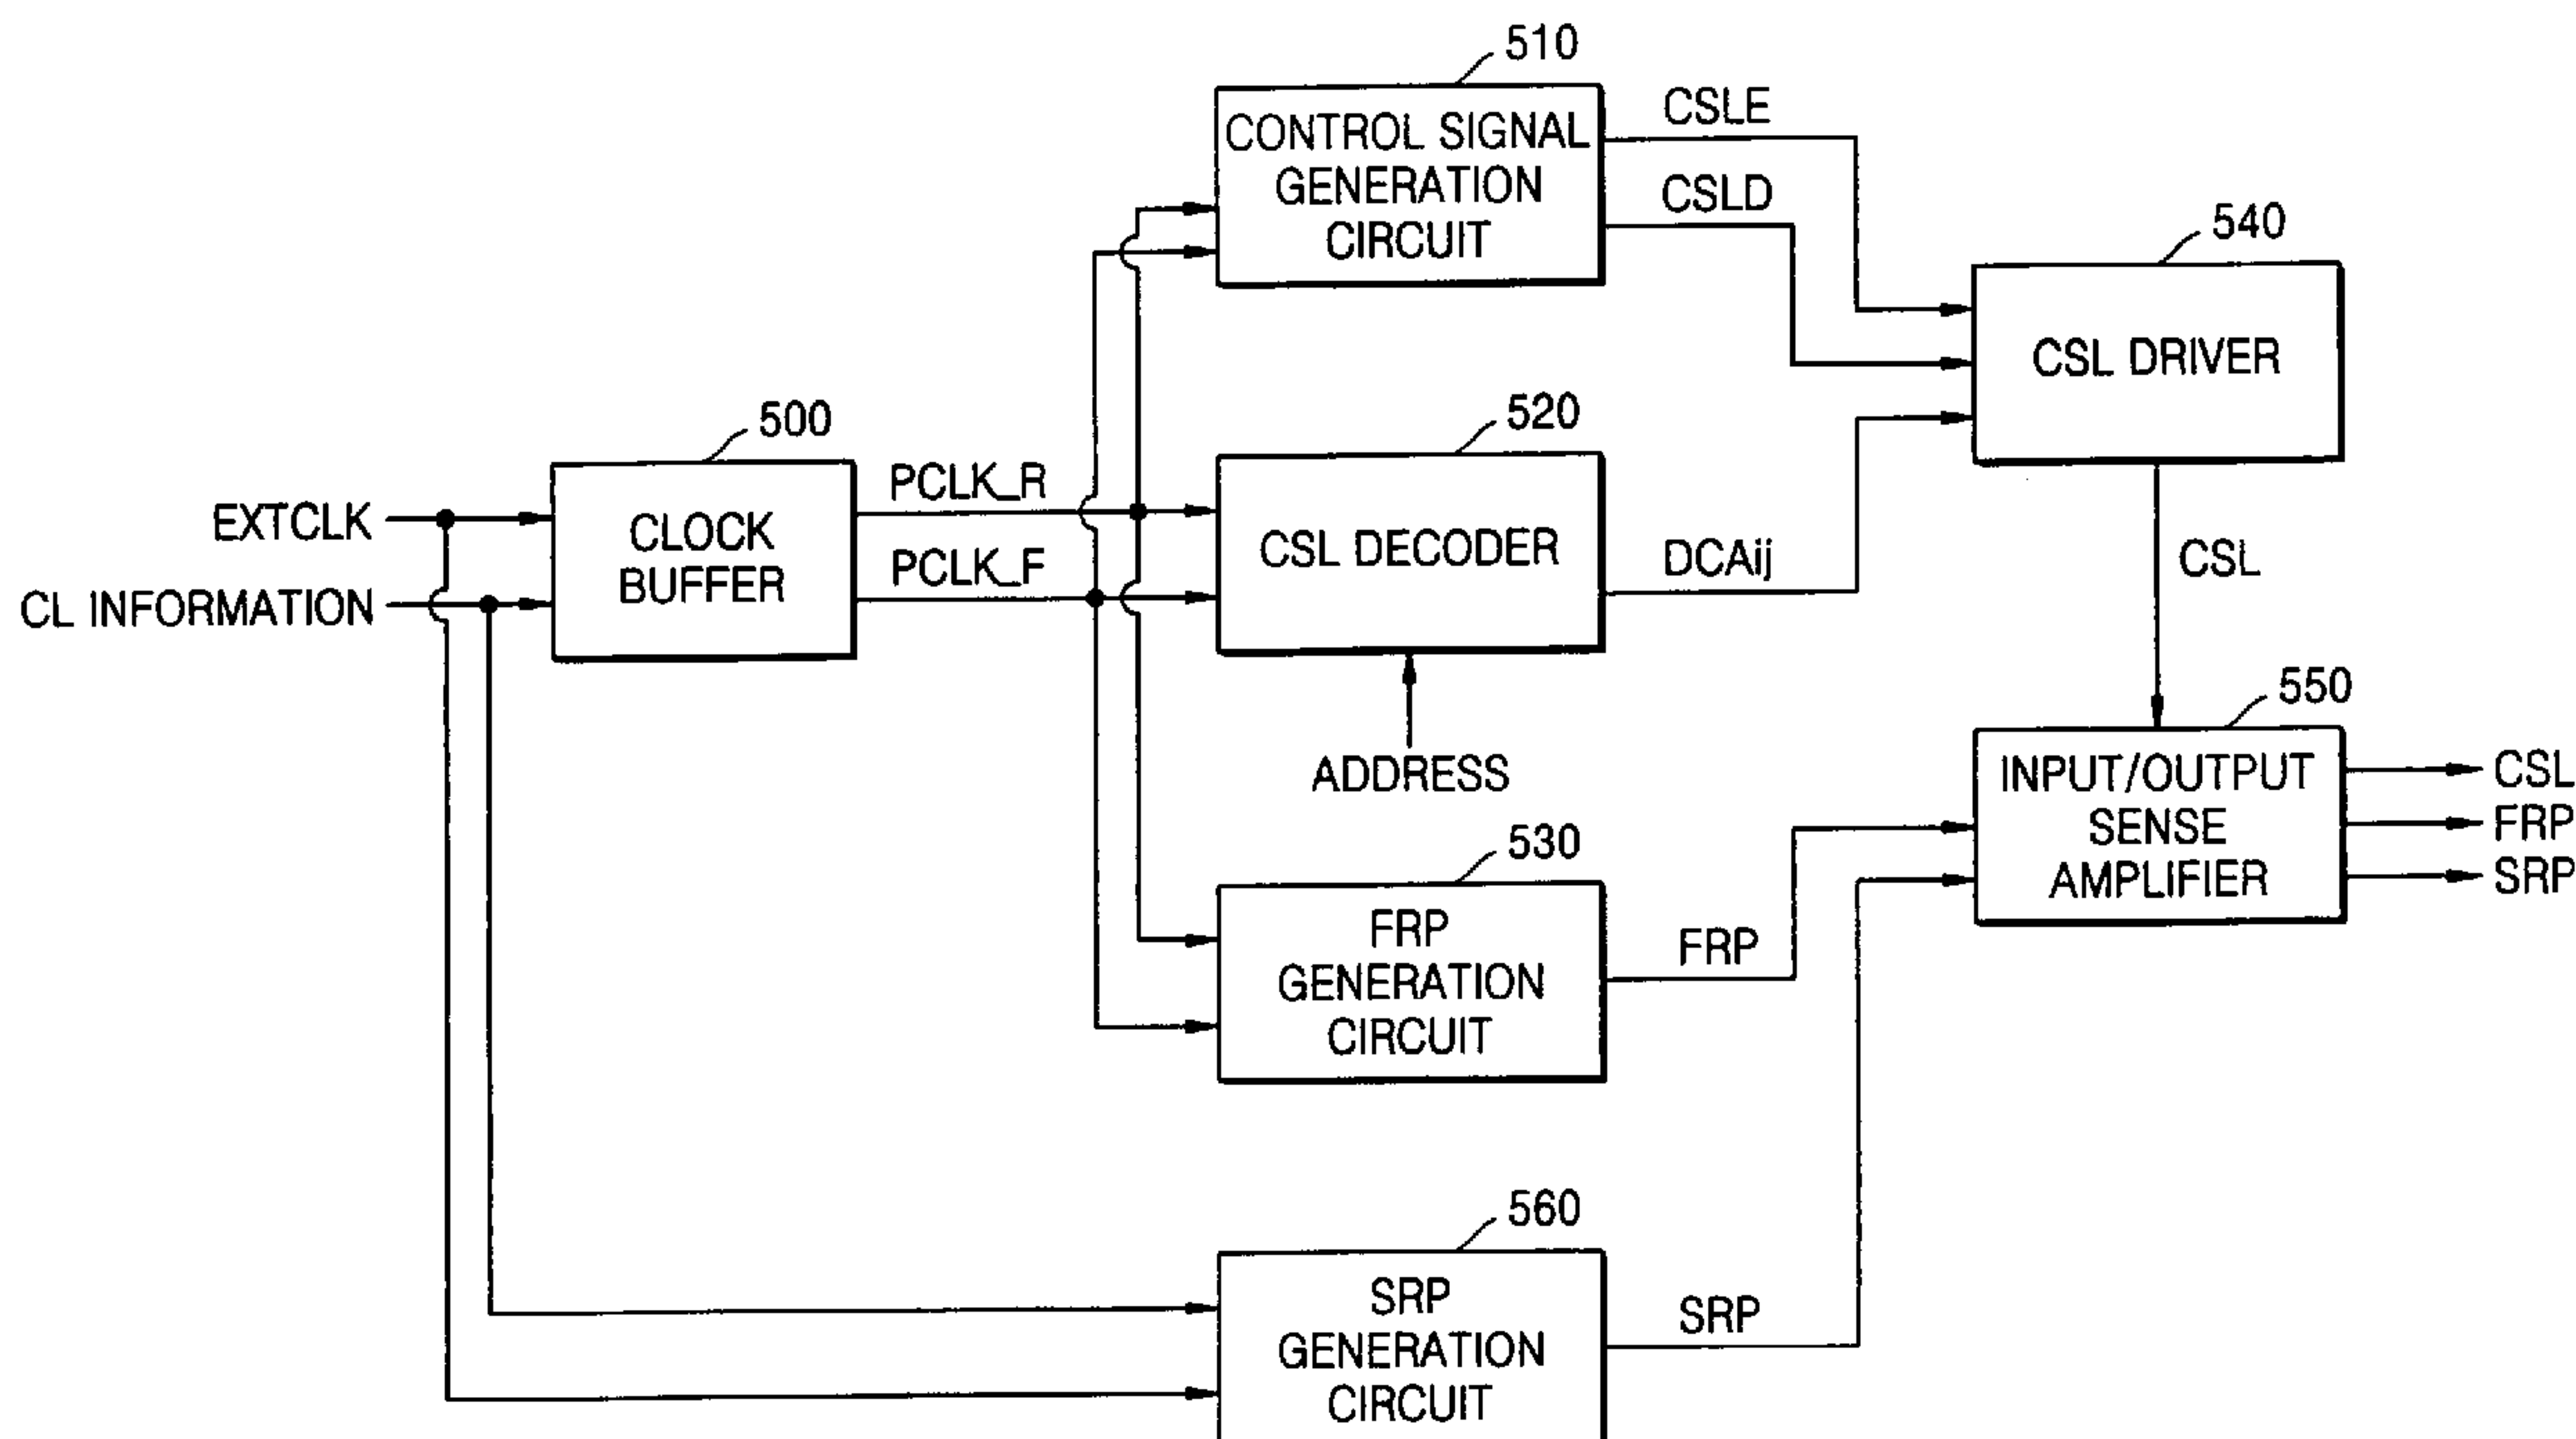 510
CONTROL SIGNAL
GENERATION
CIRCUIT
CSLE
CSLD
540
CSL DRIVER
500
CLOCK
BUFFER
EXTCLK
CL INFORMATION
PCLK_R
PCLK_F
520
CSL DECODER
DCAij
ADDRESS
CSL
550
INPUT/OUTPUT
SENSE
AMPLIFIER
CSL
FRP
SRP
530
FRP
GENERATION
CIRCUIT
FRP
560
SRP
GENERATION
CIRCUIT
SRP